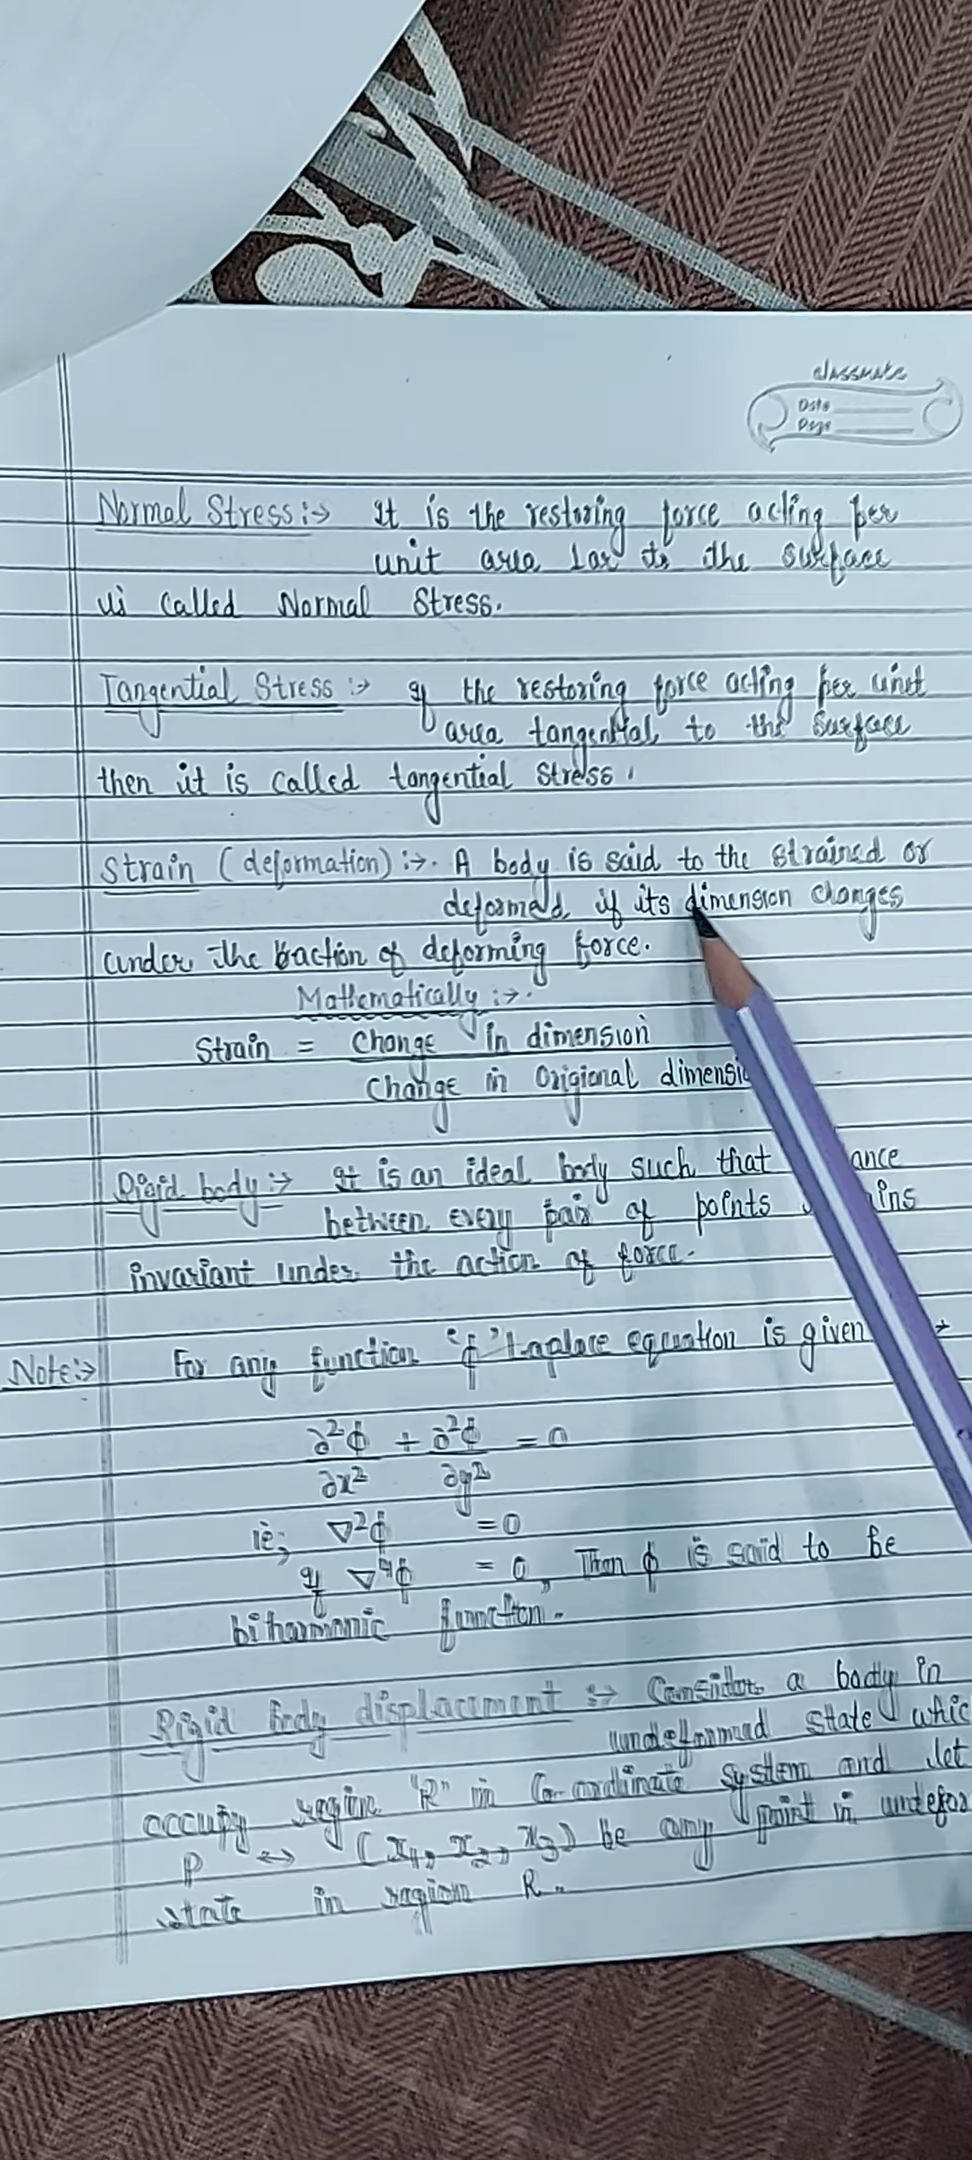 classmate
Date
Page
Normal Stress :→ It is the restoring force acting per
unit area lar to the surface
is called Normal Stress.
Tangential Stress :→ If the restoring force acting per unit
area tangential to the surface
then it is called tangential stress.
Strain (deformation) :→. A body is said to the strained or
deformed if its dimension changes
under the action of deforming force.
Mathematically :→.
Strain = Change in dimension
Change in Origional dimensi
Rigid body :→ It is an ideal body such that ance
between every pair of points ins
invariant under the action of force.
Note :→ For any function "ϕ" Laplace equation is given
∂²ϕ + ∂²ϕ = 0
∂x² ∂y²
ie, ∇²ϕ = 0
If ∇⁴ϕ = 0, Then ϕ is said to be
biharmonic function.
Rigid body displacement :→ Consider a body in
undeformed state whic
occupy region "R" in Co-ordinate system and let
P ↔ (x₁, x₂, x₃) be any point in undefor
state in region R.